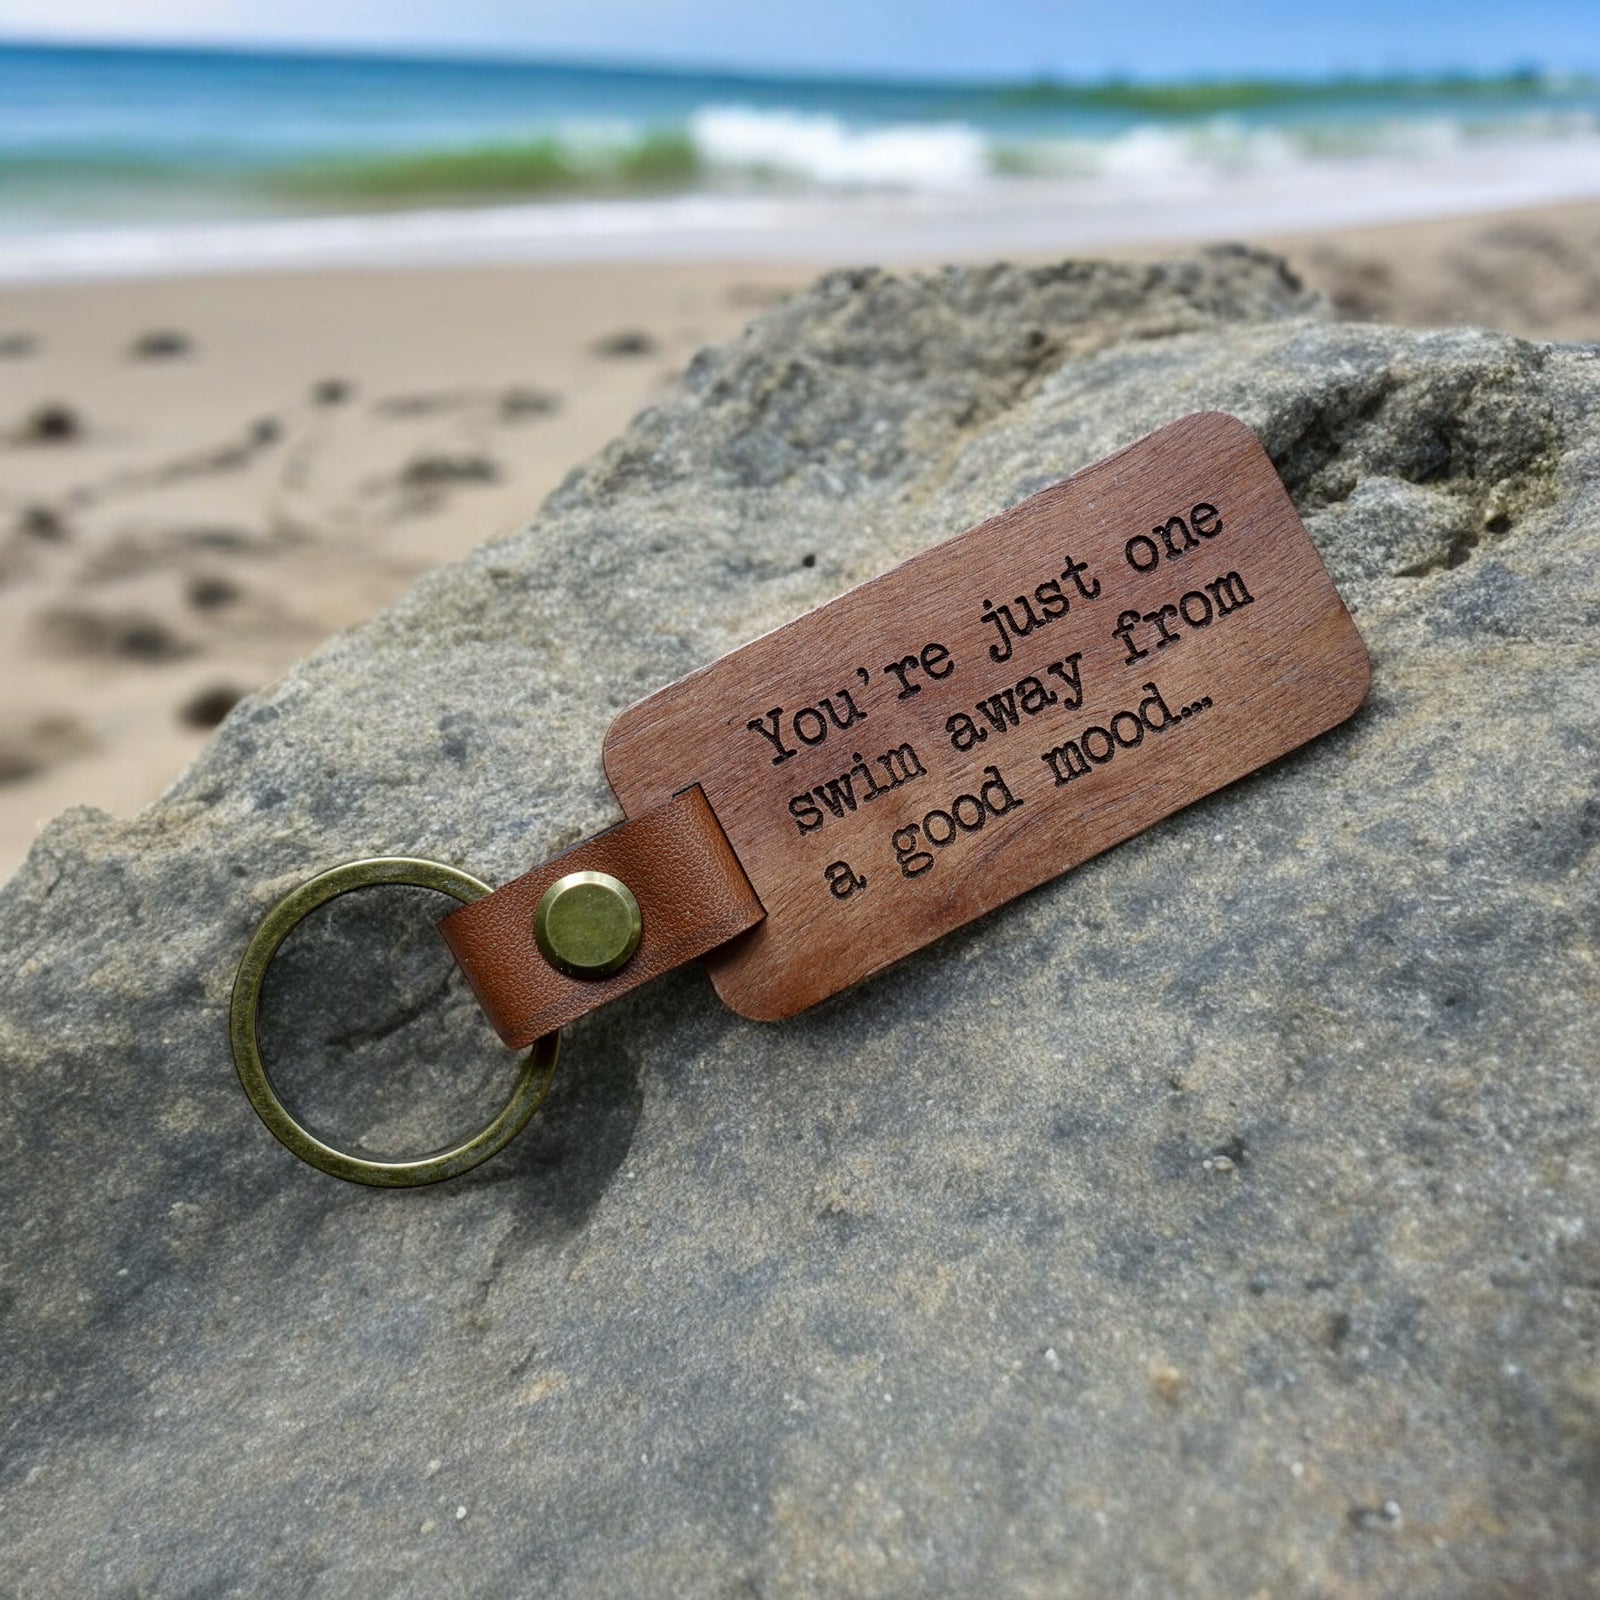 You're just one
swim away from
a good mood...